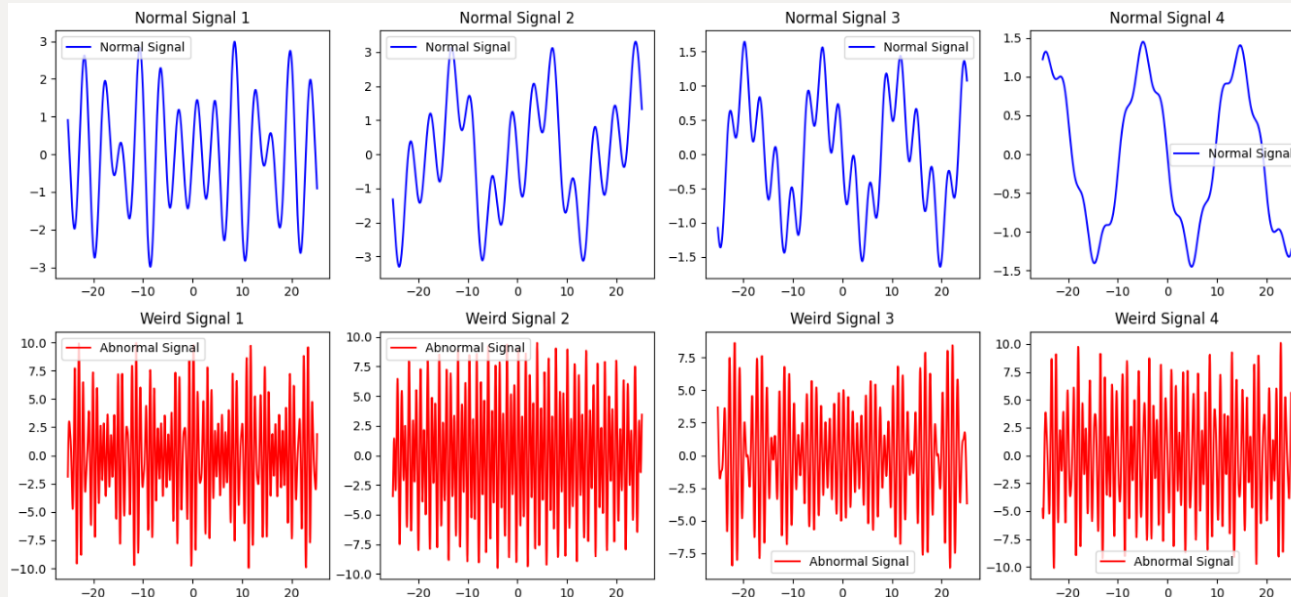 Normal Signal 1
Normal Signal
3
2
1
0
−1
−2
−3
−20 −10 0 10 20
Normal Signal 2
Normal Signal
3
2
1
0
−1
−2
−3
−20 −10 0 10 20
Normal Signal 3
Normal Signal
1.5
1.0
0.5
0.0
−0.5
−1.0
−1.5
−20 −10 0 10 20
Normal Signal 4
Normal Signal
1.5
1.0
0.5
0.0
−0.5
−1.0
−1.5
−20 −10 0 10 20
Weird Signal 1
Abnormal Signal
10.0
7.5
5.0
2.5
0.0
−2.5
−5.0
−7.5
−10.0
−20 −10 0 10 20
Weird Signal 2
Abnormal Signal
10.0
7.5
5.0
2.5
0.0
−2.5
−5.0
−7.5
−10.0
−20 −10 0 10 20
Weird Signal 3
7.5
5.0
2.5
0.0
−2.5
−5.0
−7.5
Abnormal Signal
−20 −10 0 10 20
Weird Signal 4
10.0
7.5
5.0
2.5
0.0
−2.5
−5.0
−7.5
−10.0
Abnormal Signal
−20 −10 0 10 20